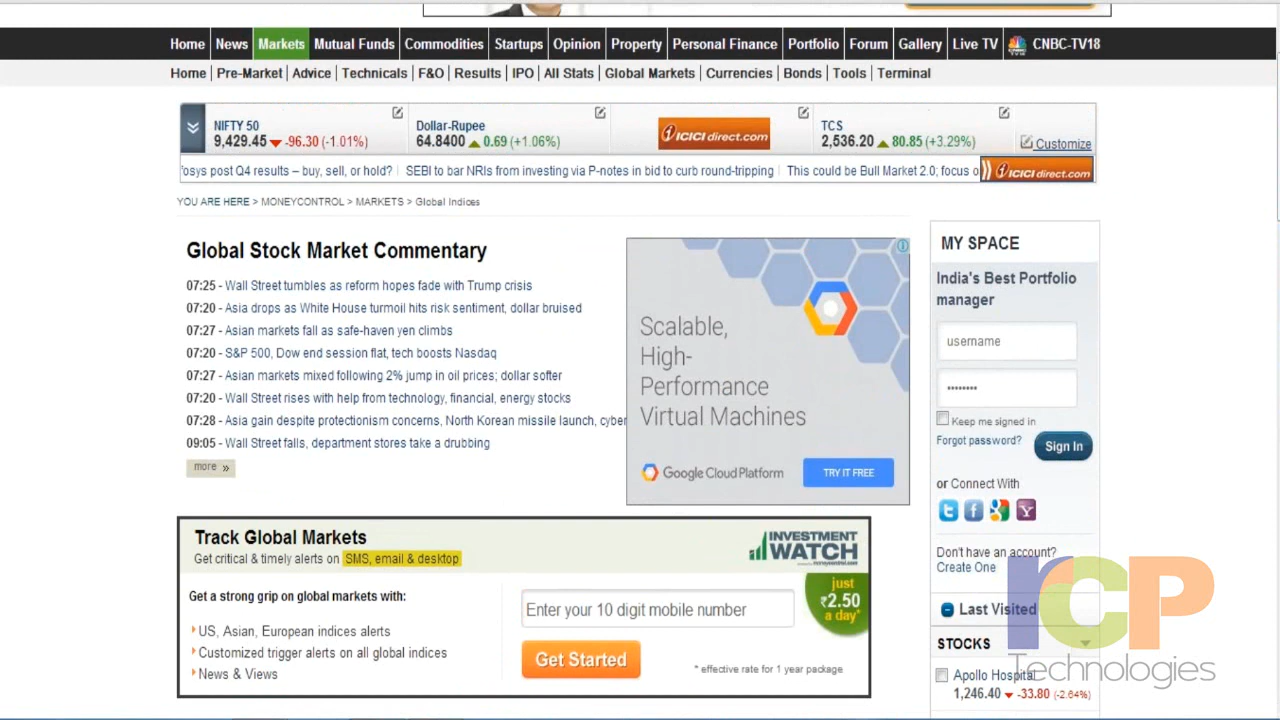 Home News Markets Mutual Funds Commodities Startups Opinion Property Personal Finance Portfolio Forum Gallery Live TV CNBC-TV18
Home Pre-Market Advice Technicals F&O Results IPO All Stats Global Markets Currencies Bonds Tools Terminal
NIFTY 50
9,429.45 -96.30 (-1.01%)
Dollar-Rupee
64.8400 0.69 (+1.06%)
ICICI direct.com
TCS
2,536.20 80.85 (+3.29%)
Customize
osys post Q4 results – buy, sell, or hold? SEBI to bar NRIs from investing via P-notes in bid to curb round-tripping This could be Bull Market 2.0; focus o
ICICI direct.com
YOU ARE HERE > MONEYCONTROL > MARKETS > Global Indices
Global Stock Market Commentary
07:25 - Wall Street tumbles as reform hopes fade with Trump crisis
07:20 - Asia drops as White House turmoil hits risk sentiment, dollar bruised
07:27 - Asian markets fall as safe-haven yen climbs
07:20 - S&P 500, Dow end session flat, tech boosts Nasdaq
07:27 - Asian markets mixed following 2% jump in oil prices; dollar softer
07:20 - Wall Street rises with help from technology, financial, energy stocks
07:28 - Asia gain despite protectionism concerns, North Korean missile launch, cyber
09:05 - Wall Street falls, department stores take a drubbing
more »
Scalable,
High-
Performance
Virtual Machines
Google Cloud Platform
TRY IT FREE
MY SPACE
India's Best Portfolio
manager
username
••••••••
Keep me signed in
Forgot password?
Sign In
or Connect With
Don't have an account?
Create One
Last Visited
STOCKS
Apollo Hospital
1,246.40 -33.80 (-2.64%)
Track Global Markets
Get critical & timely alerts on SMS, email & desktop
INVESTMENT
WATCH
moneycontrol.com
just
₹2.50
a day*
Get a strong grip on global markets with:
US, Asian, European indices alerts
Customized trigger alerts on all global indices
News & Views
Enter your 10 digit mobile number
Get Started
* effective rate for 1 year package.
rcp
Technologies